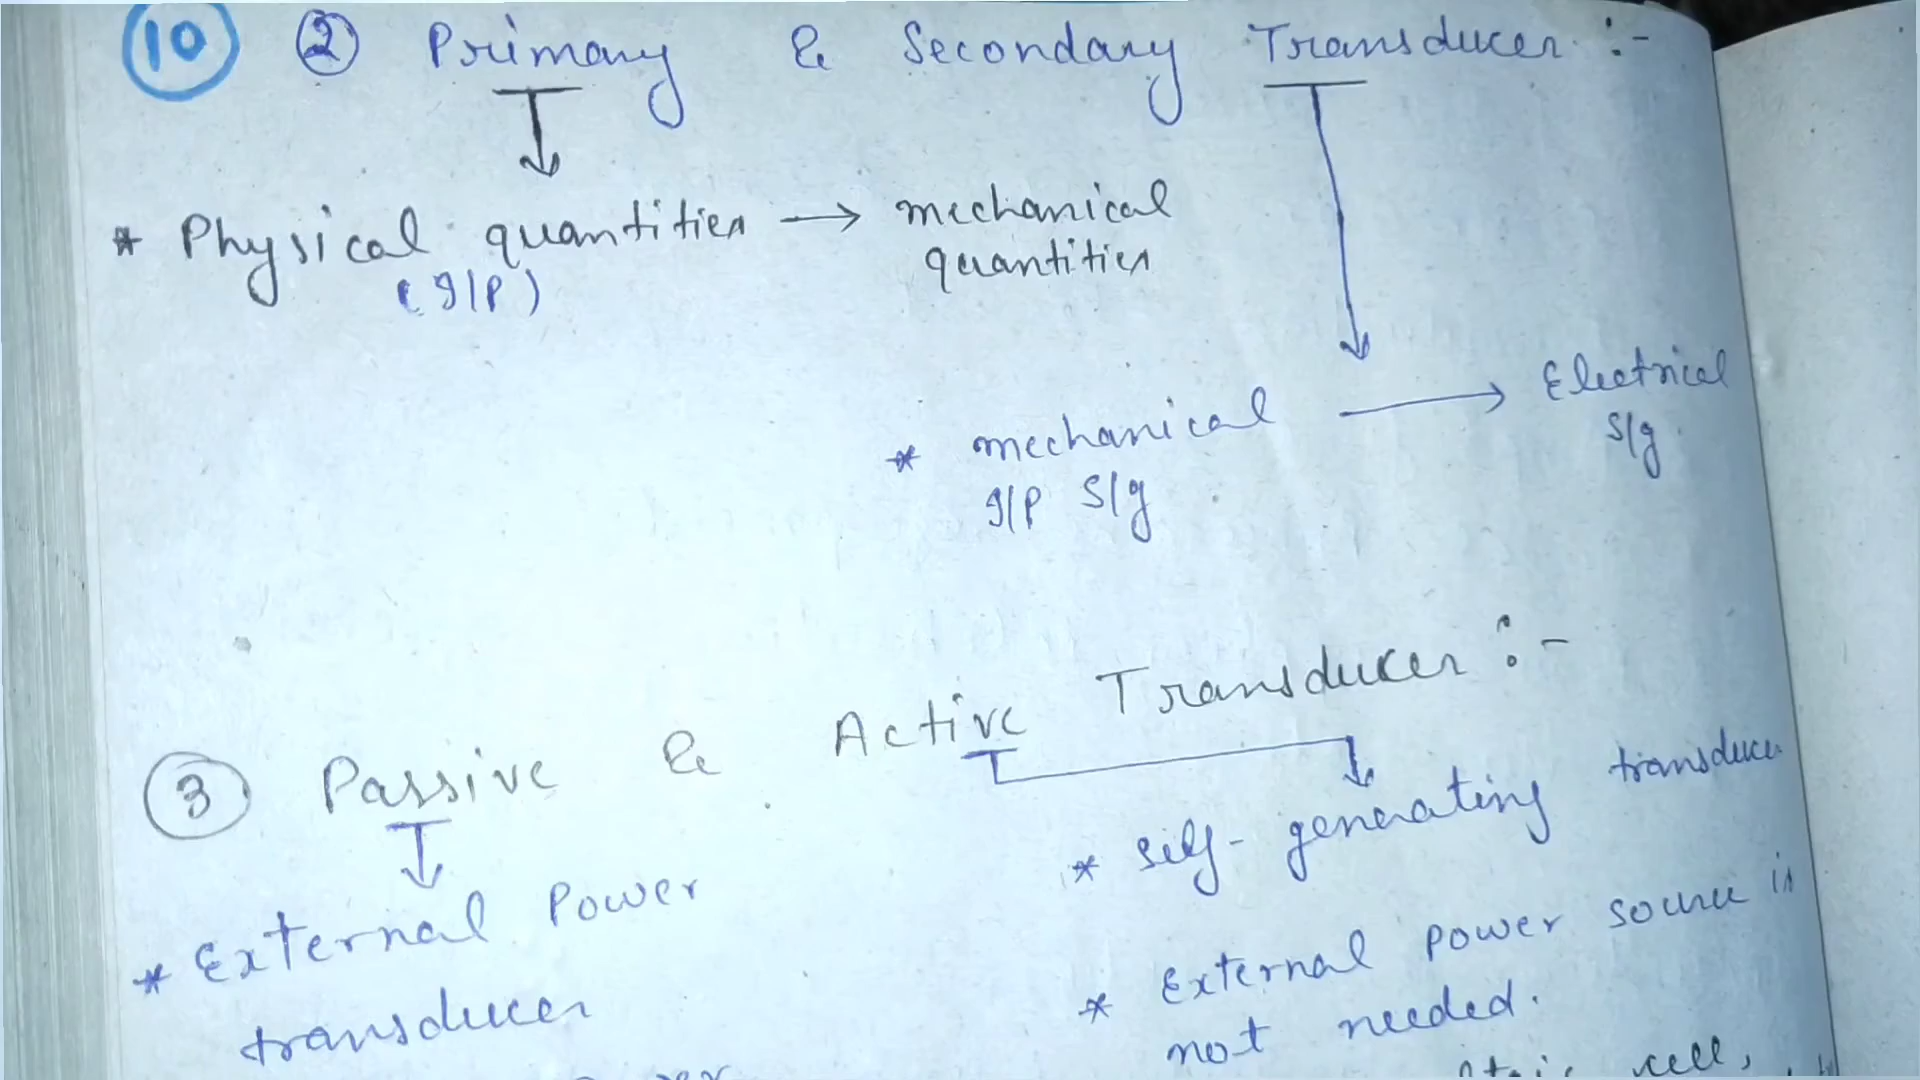 10 2 Primary & Secondary Transducer :-
* Physical quantities → mechanical
quantities
(I/P)
* mechanical → Electrical
I/P S/g S/g
3 Passive & Active Transducer :-
* External Power
transducer
* self-generating transducer
* External power source is
not needed.
cell,